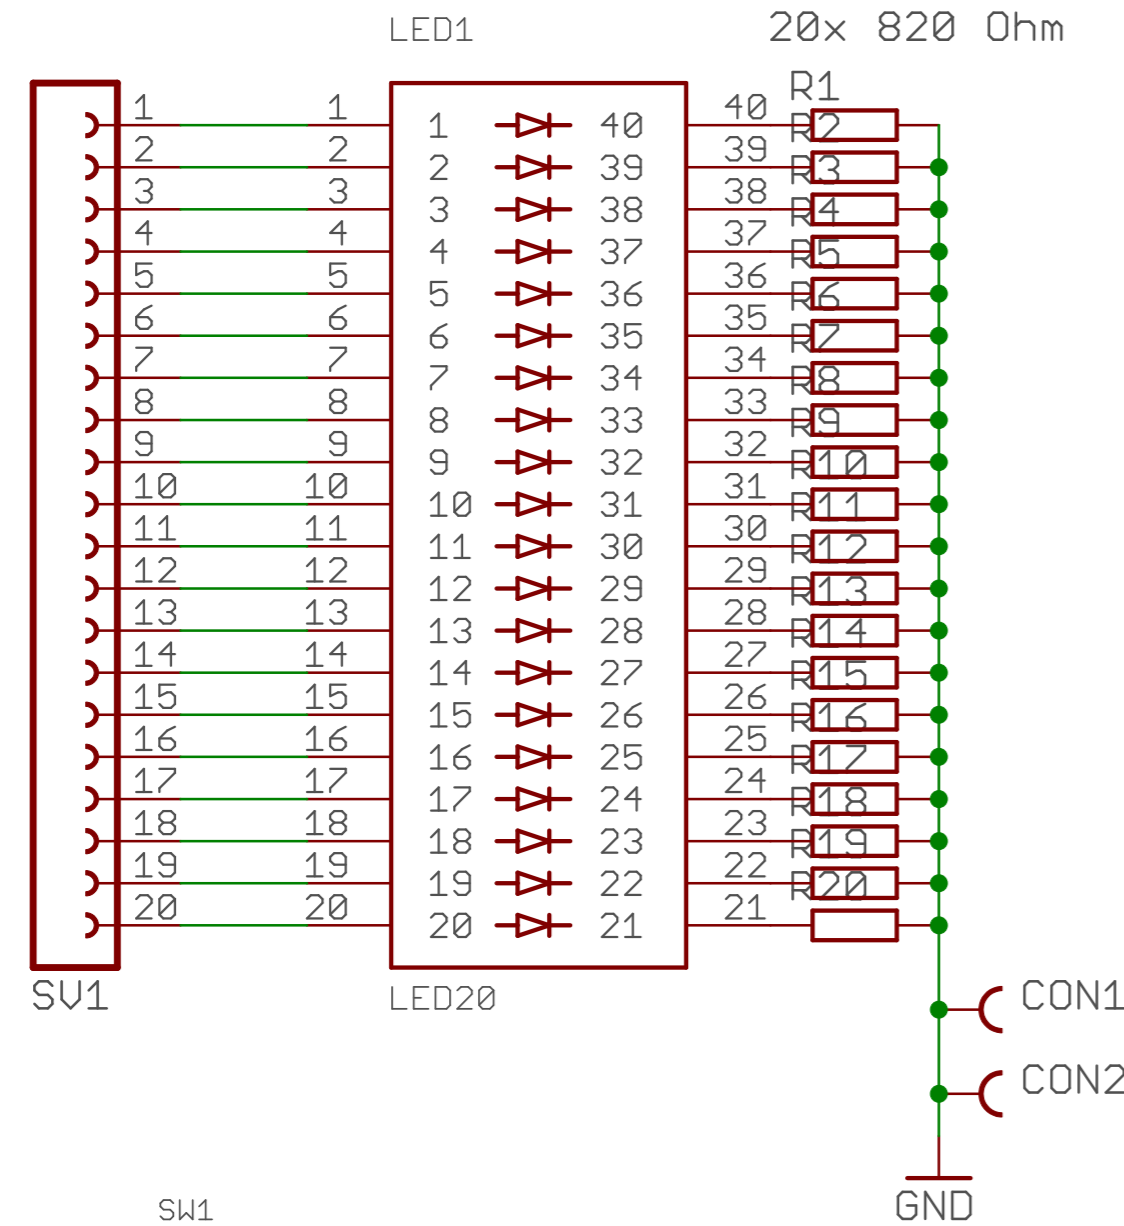 LED1 20x 820 Ohm
R1
1 1 1 40 40 R2
2 2 2 39 39 R3
3 3 3 38 38 R4
4 4 4 37 37 R5
5 5 5 36 36 R6
6 6 6 35 35 R7
7 7 7 34 34 R8
8 8 8 33 33 R9
9 9 9 32 32 R10
10 10 10 31 31 R11
11 11 11 30 30 R12
12 12 12 29 29 R13
13 13 13 28 28 R14
14 14 14 27 27 R15
15 15 15 26 26 R16
16 16 16 25 25 R17
17 17 17 24 24 R18
18 18 18 23 23 R19
19 19 19 22 22 R20
20 20 20 21 21
SV1 LED20 CON1
CON2
SW1 GND